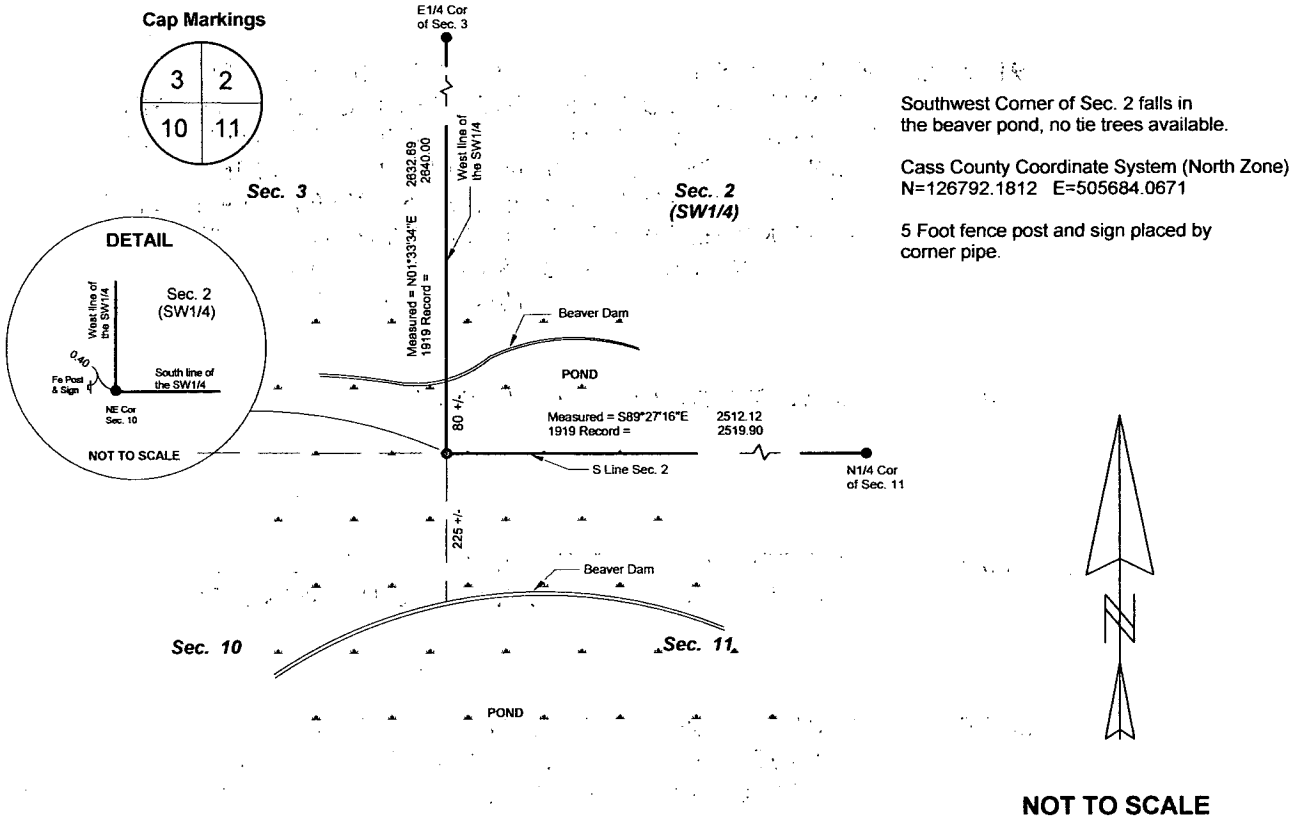 Cap Markings
3 2
10 11
E1/4 Cor
of Sec. 3
Southwest Corner of Sec. 2 falls in
the beaver pond, no tie trees available.
Cass County Coordinate System (North Zone)
N=126792.1812 E=505684.0671
5 Foot fence post and sign placed by
corner pipe.
Sec. 3
Measured = N01°33'34"E 2632.69
1919 Record = 2640.00
West line of
the SW1/4
Sec. 2
(SW1/4)
DETAIL
West line of
the SW1/4
Sec. 2
(SW1/4)
0.40
Fe Post
& Sign
South line of
the SW1/4
NE Cor
Sec. 10
NOT TO SCALE
Beaver Dam
POND
80 +/-
Measured = S89°27'16"E 2512.12
1919 Record = 2519.90
S Line Sec. 2
N1/4 Cor
of Sec. 11
225 +/-
Beaver Dam
Sec. 10
Sec. 11
POND
N
NOT TO SCALE